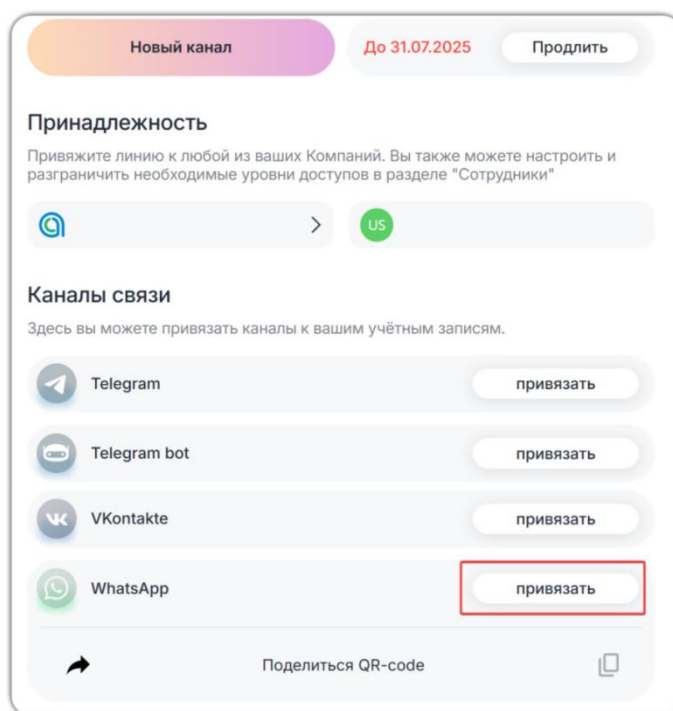 Новый канал
До 31.07.2025
Продлить
Принадлежность
Привяжите линию к любой из ваших Компаний. Вы также можете настроить и
разграничить необходимые уровни доступов в разделе "Сотрудники"
US
Каналы связи
Здесь вы можете привязать каналы к вашим учётным записям.
Telegram
привязать
Telegram bot
привязать
VKontakte
привязать
WhatsApp
привязать
Поделиться QR-code